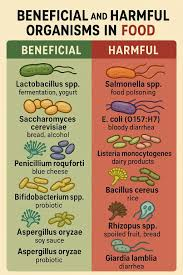 BENEFICIAL AND HARMFUL
ORGANISMS IN FOOD
BENEFICIAL
HARMFUL
Lactobacillus spp.
fermentation, yogurt
Salmonella spp.
food poisoning
Saccharomyces
cerevisiae
bread, alcohol
E. coli (O157:H7)
bloody diarrhea
Penicillium roquforti
blue cheese
Listeria monocytogenes
dairy products
Bifidobacterium spp.
probiotic
Bacillus cereus
rice
Aspergillus oryzae
soy sauce
Rhizopus spp.
spoiled fruit, bread
Aspergillus oryzae
probiotic
Giardia lamblia
diarrhea